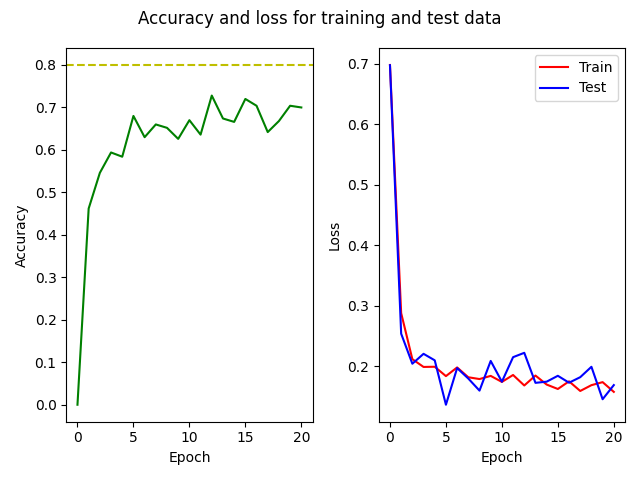 Accuracy and loss for training and test data
Accuracy
0.8
0.7
0.6
0.5
0.4
0.3
0.2
0.1
0.0
0 5 10 15 20
Epoch
Loss
0.7
0.6
0.5
0.4
0.3
0.2
0 5 10 15 20
Epoch
Train
Test